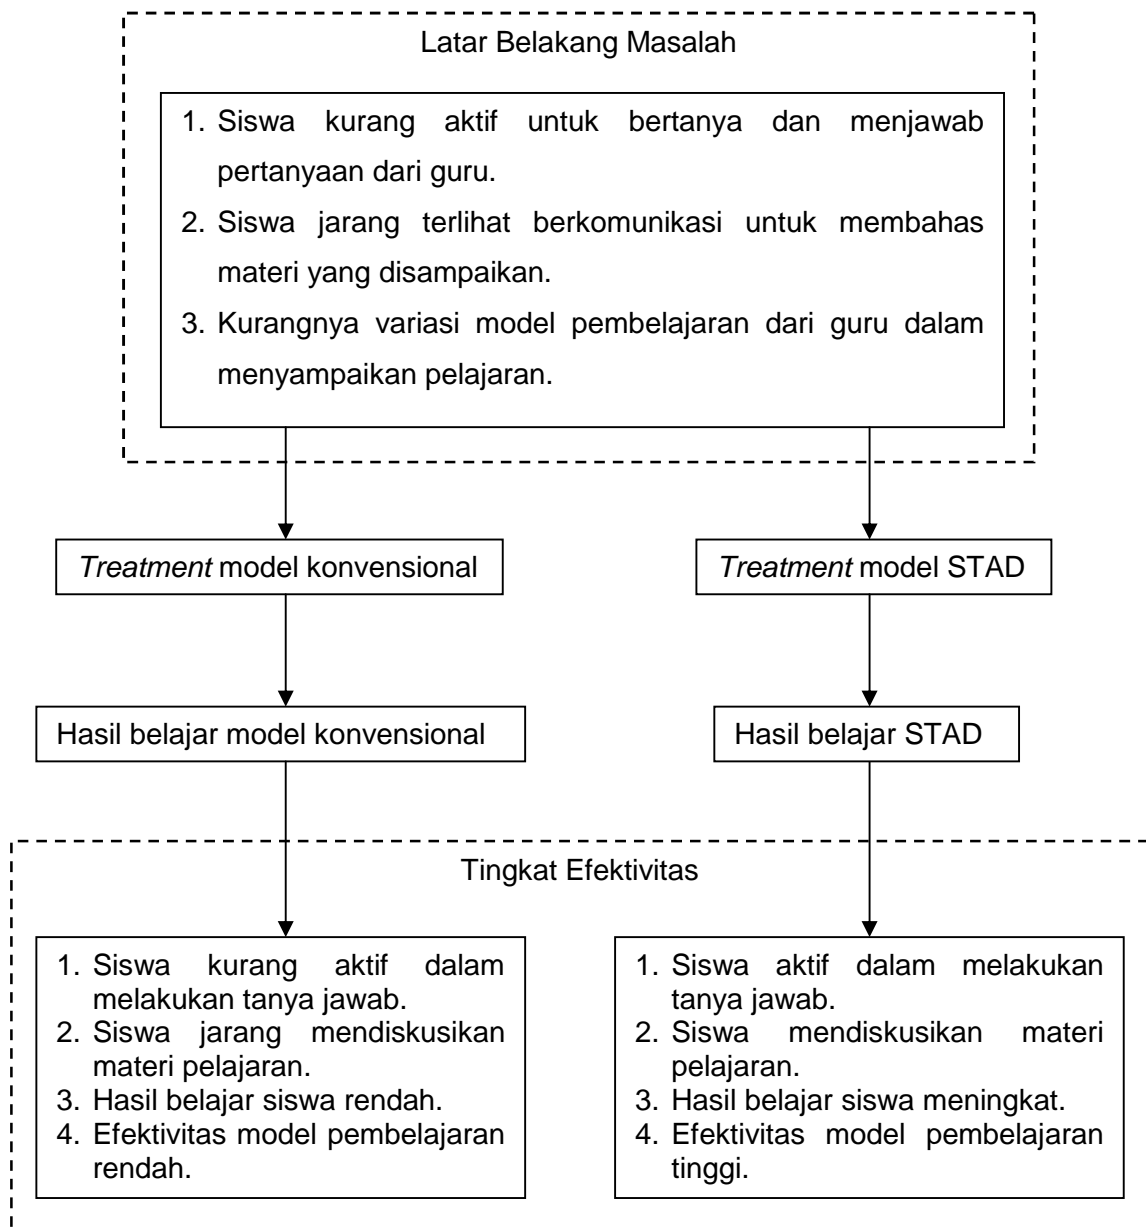 Latar Belakang Masalah
1. Siswa kurang aktif untuk bertanya dan menjawab
pertanyaan dari guru.
2. Siswa jarang terlihat berkomunikasi untuk membahas
materi yang disampaikan.
3. Kurangnya variasi model pembelajaran dari guru dalam
menyampaikan pelajaran.
Treatment model konvensional
Treatment model STAD
Hasil belajar model konvensional
Hasil belajar STAD
Tingkat Efektivitas
1. Siswa kurang aktif dalam
melakukan tanya jawab.
2. Siswa jarang mendiskusikan
materi pelajaran.
3. Hasil belajar siswa rendah.
4. Efektivitas model pembelajaran
rendah.
1. Siswa aktif dalam melakukan
tanya jawab.
2. Siswa mendiskusikan materi
pelajaran.
3. Hasil belajar siswa meningkat.
4. Efektivitas model pembelajaran
tinggi.